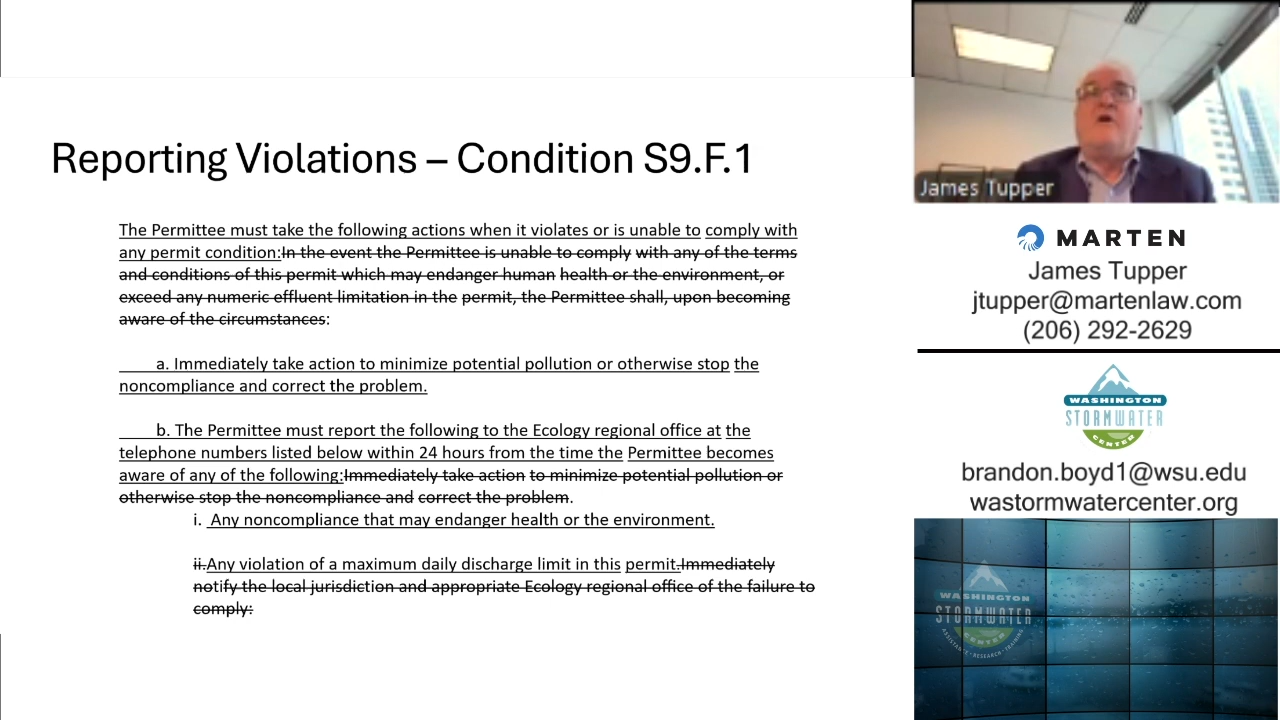 Reporting Violations – Condition S9.F.1
The Permittee must take the following actions when it violates or is unable to comply with
any permit condition:In the event the Permittee is unable to comply with any of the terms
and conditions of this permit which may endanger human health or the environment, or
exceed any numeric effluent limitation in the permit, the Permittee shall, upon becoming
aware of the circumstances:
a. Immediately take action to minimize potential pollution or otherwise stop the
noncompliance and correct the problem.
b. The Permittee must report the following to the Ecology regional office at the
telephone numbers listed below within 24 hours from the time the Permittee becomes
aware of any of the following:Immediately take action to minimize potential pollution or
otherwise stop the noncompliance and correct the problem.
i. Any noncompliance that may endanger health or the environment.
ii.Any violation of a maximum daily discharge limit in this permit.Immediately
notify the local jurisdiction and appropriate Ecology regional office of the failure to
comply:
James Tupper
MARTEN
James Tupper
jtupper@martenlaw.com
(206) 292-2629
WASHINGTON
STORMWATER
CENTER
brandon.boyd1@wsu.edu
wastormwatercenter.org
WASHINGTON
STORMWATER
CENTER
ASSISTANCE • RESEARCH • TRAINING